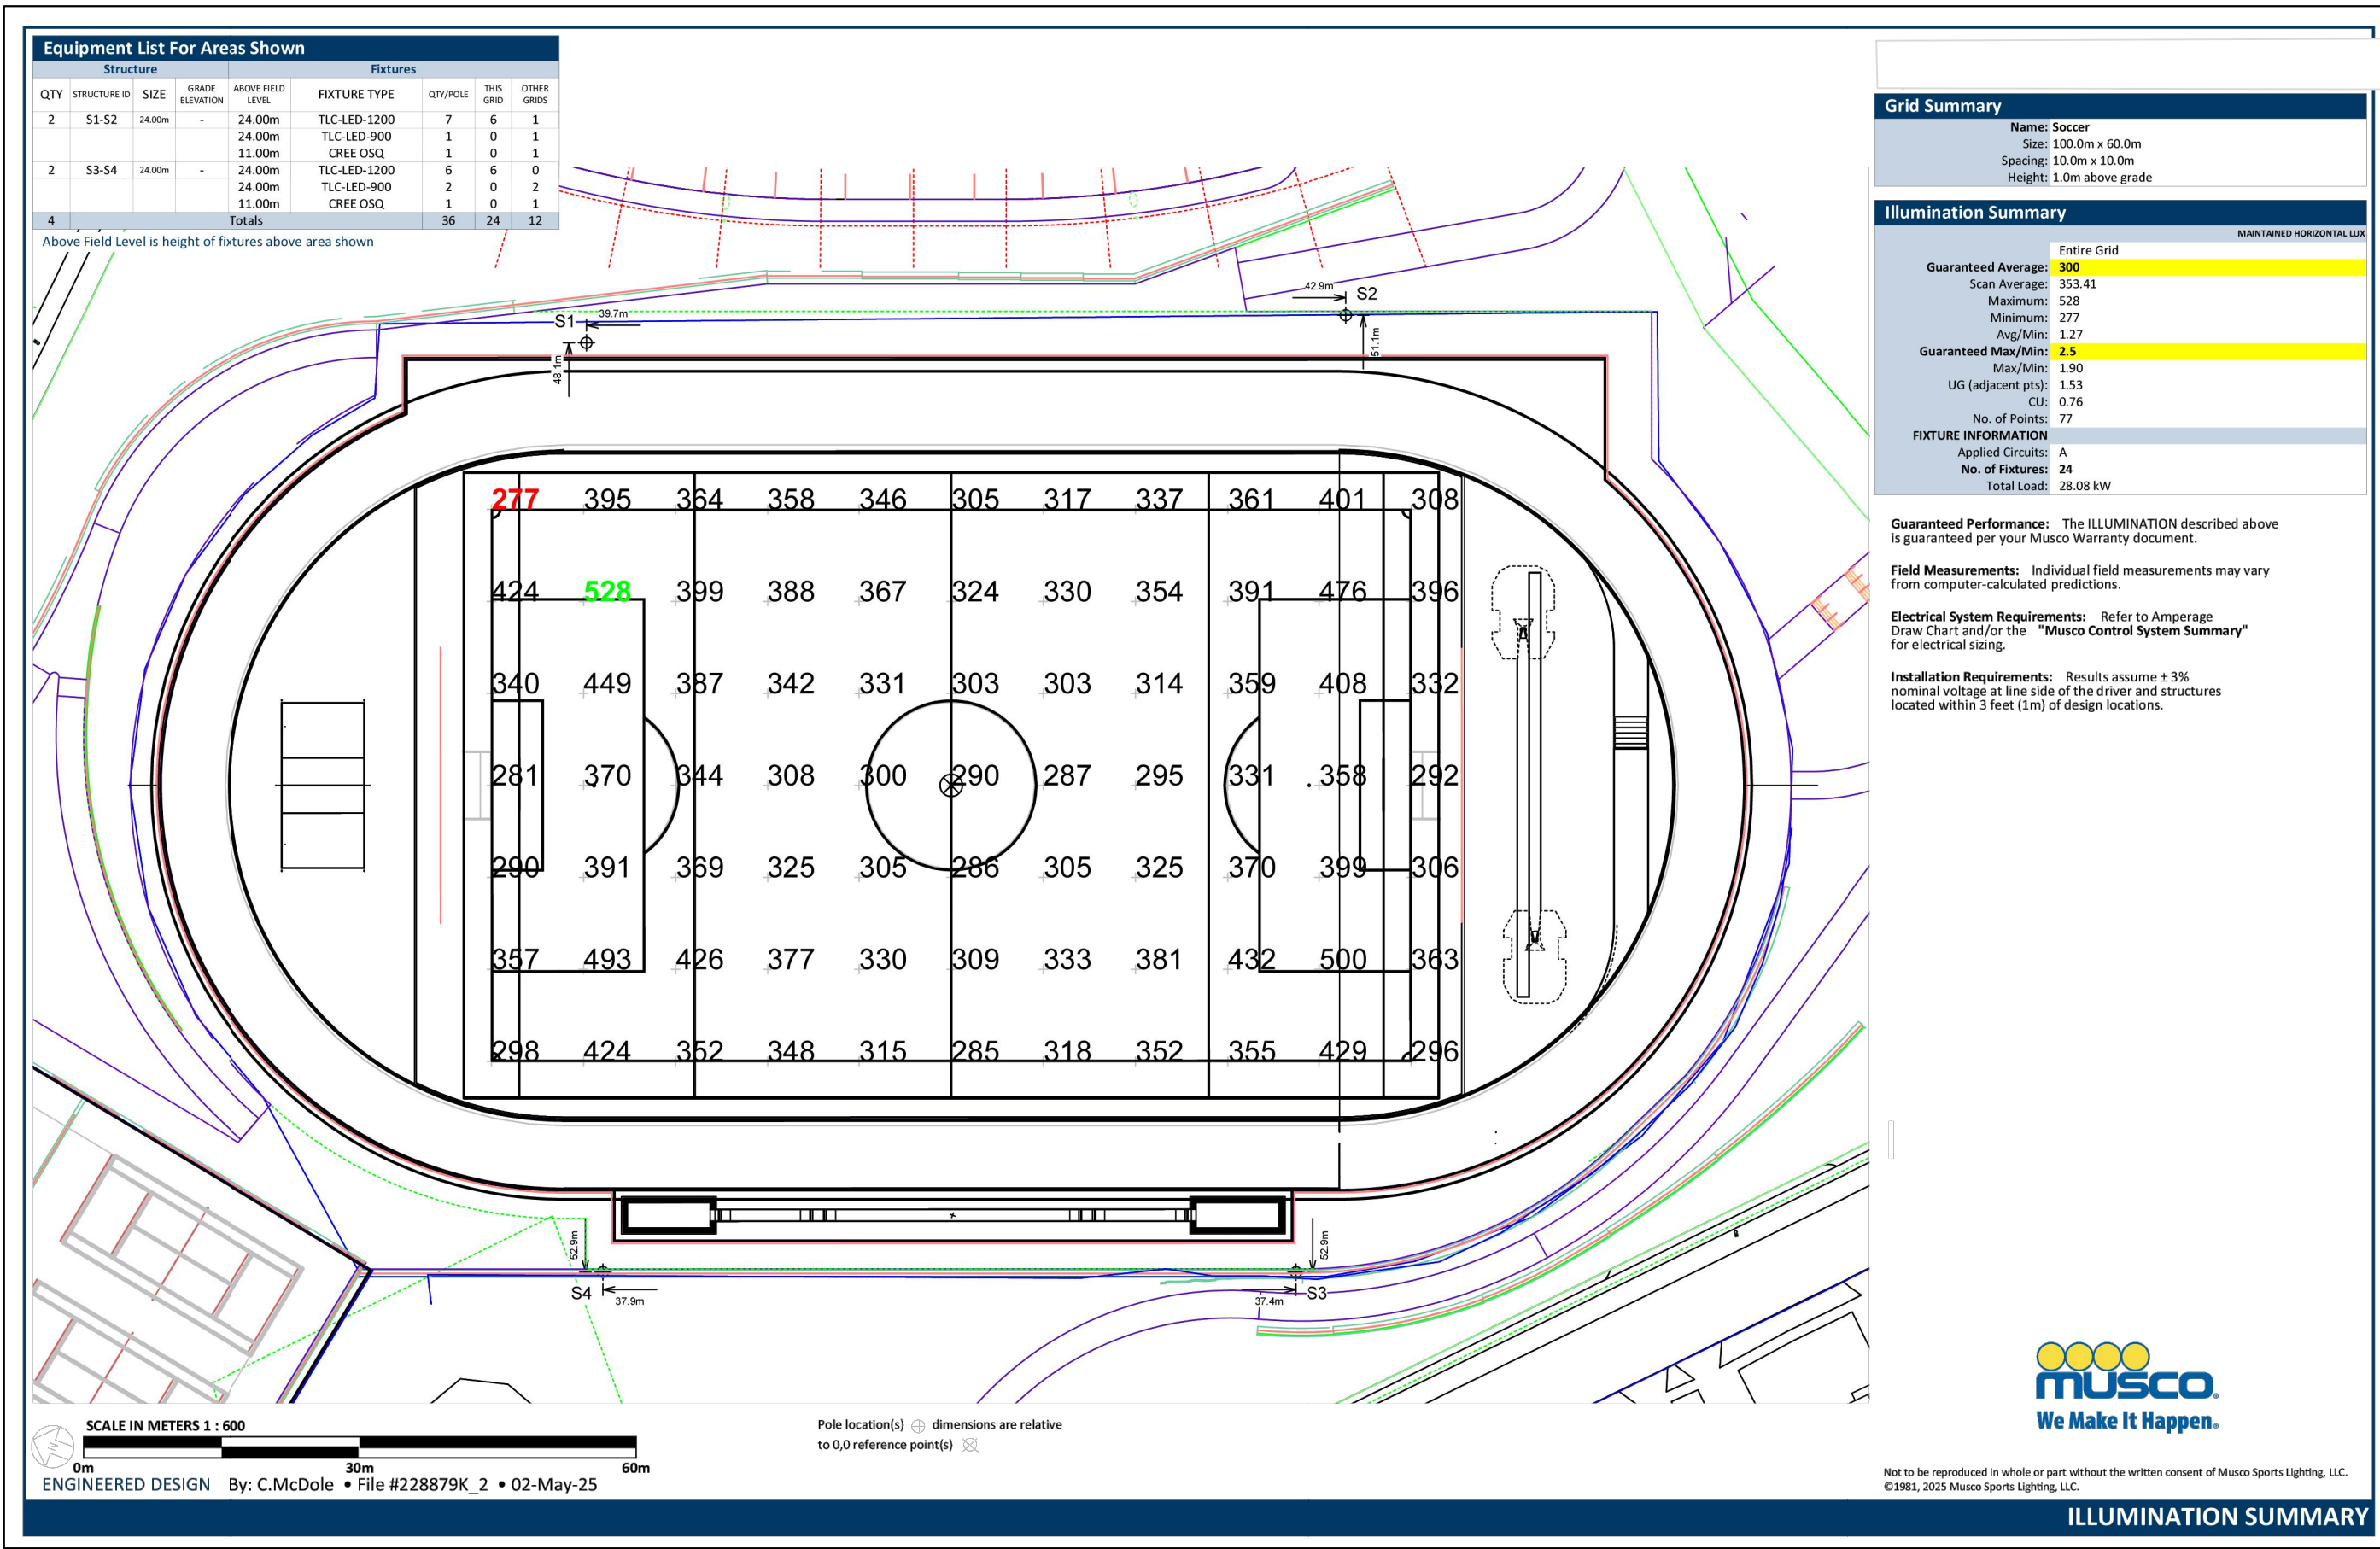 Equipment List For Areas Shown
Structure Fixtures
QTY STRUCTURE ID SIZE GRADE ELEVATION ABOVE FIELD LEVEL FIXTURE TYPE QTY/POLE THIS GRID OTHER GRIDS
2 S1-S2 24.00m - 24.00m TLC-LED-1200 7 6 1
24.00m TLC-LED-900 1 0 1
11.00m CREE OSQ 1 0 1
2 S3-S4 24.00m - 24.00m TLC-LED-1200 6 6 0
24.00m TLC-LED-900 2 0 2
11.00m CREE OSQ 1 0 1
4 Totals 36 24 12
Above Field Level is height of fixtures above area shown
42.9m S2
S1 39.7m
51.1m
48.1m
277 395 364 358 346 305 317 337 361 401 308
424 528 399 388 367 324 330 354 391 476 396
340 449 387 342 331 303 303 314 359 408 332
281 370 344 308 300 290 287 295 331 358 292
290 391 369 325 305 286 305 325 370 399 306
357 493 426 377 330 309 333 381 432 500 363
298 424 352 348 315 285 318 352 355 429 296
52.9m 52.9m
S4 37.9m 37.4m S3
Grid Summary
Name: Soccer
Size: 100.0m x 60.0m
Spacing: 10.0m x 10.0m
Height: 1.0m above grade
Illumination Summary
MAINTAINED HORIZONTAL LUX
Entire Grid
Guaranteed Average: 300
Scan Average: 353.41
Maximum: 528
Minimum: 277
Avg/Min: 1.27
Guaranteed Max/Min: 2.5
Max/Min: 1.90
UG (adjacent pts): 1.53
CU: 0.76
No. of Points: 77
FIXTURE INFORMATION
Applied Circuits: A
No. of Fixtures: 24
Total Load: 28.08 kW
Guaranteed Performance: The ILLUMINATION described above
is guaranteed per your Musco Warranty document.
Field Measurements: Individual field measurements may vary
from computer-calculated predictions.
Electrical System Requirements: Refer to Amperage
Draw Chart and/or the "Musco Control System Summary"
for electrical sizing.
Installation Requirements: Results assume ± 3%
nominal voltage at line side of the driver and structures
located within 3 feet (1m) of design locations.
musco®
We Make It Happen®
SCALE IN METERS 1 : 600
N
0m 30m 60m
Pole location(s) dimensions are relative
to 0,0 reference point(s)
ENGINEERED DESIGN By: C.McDole • File #228879K_2 • 02-May-25
Not to be reproduced in whole or part without the written consent of Musco Sports Lighting, LLC.
©1981, 2025 Musco Sports Lighting, LLC.
ILLUMINATION SUMMARY